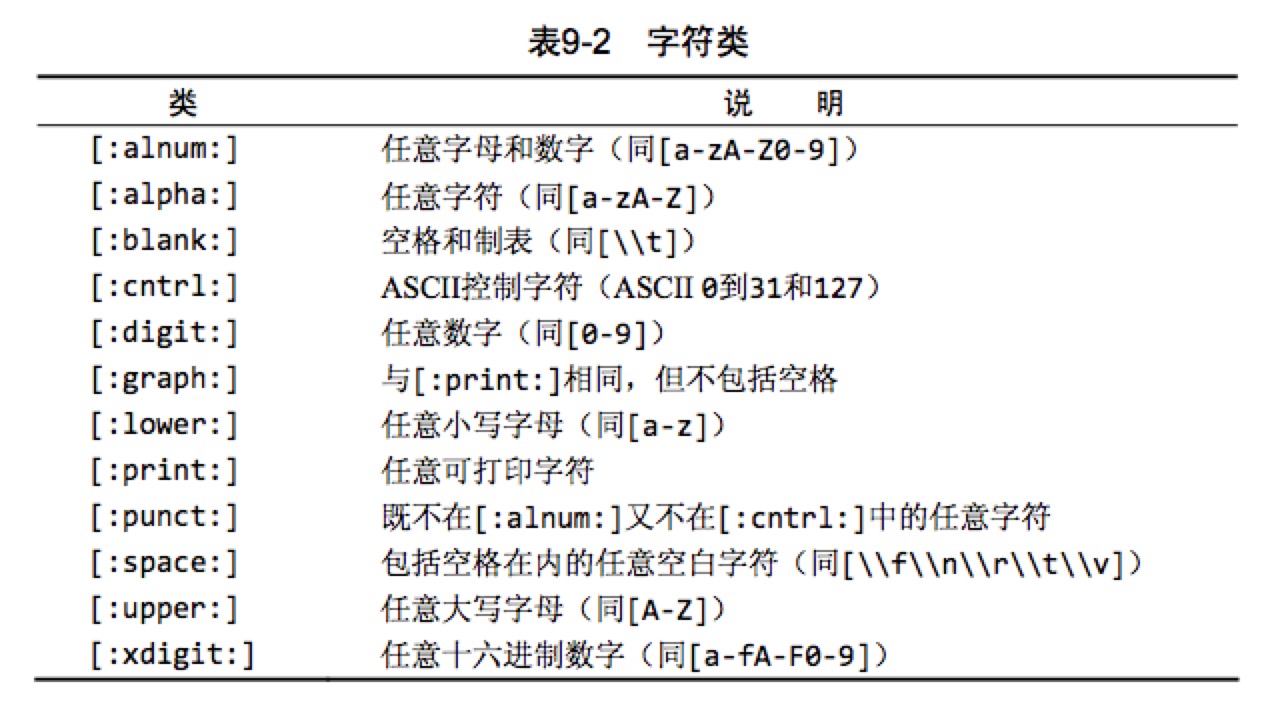 表9-2 字符类
类 说 明
[:alnum:] 任意字母和数字（同[a-zA-Z0-9]）
[:alpha:] 任意字符（同[a-zA-Z]）
[:blank:] 空格和制表（同[\\t]）
[:cntrl:] ASCII控制字符（ASCII 0到31和127）
[:digit:] 任意数字（同[0-9]）
[:graph:] 与[:print:]相同，但不包括空格
[:lower:] 任意小写字母（同[a-z]）
[:print:] 任意可打印字符
[:punct:] 既不在[:alnum:]又不在[:cntrl:]中的任意字符
[:space:] 包括空格在内的任意空白字符（同[\\f\\n\\r\\t\\v]）
[:upper:] 任意大写字母（同[A-Z]）
[:xdigit:] 任意十六进制数字（同[a-fA-F0-9]）